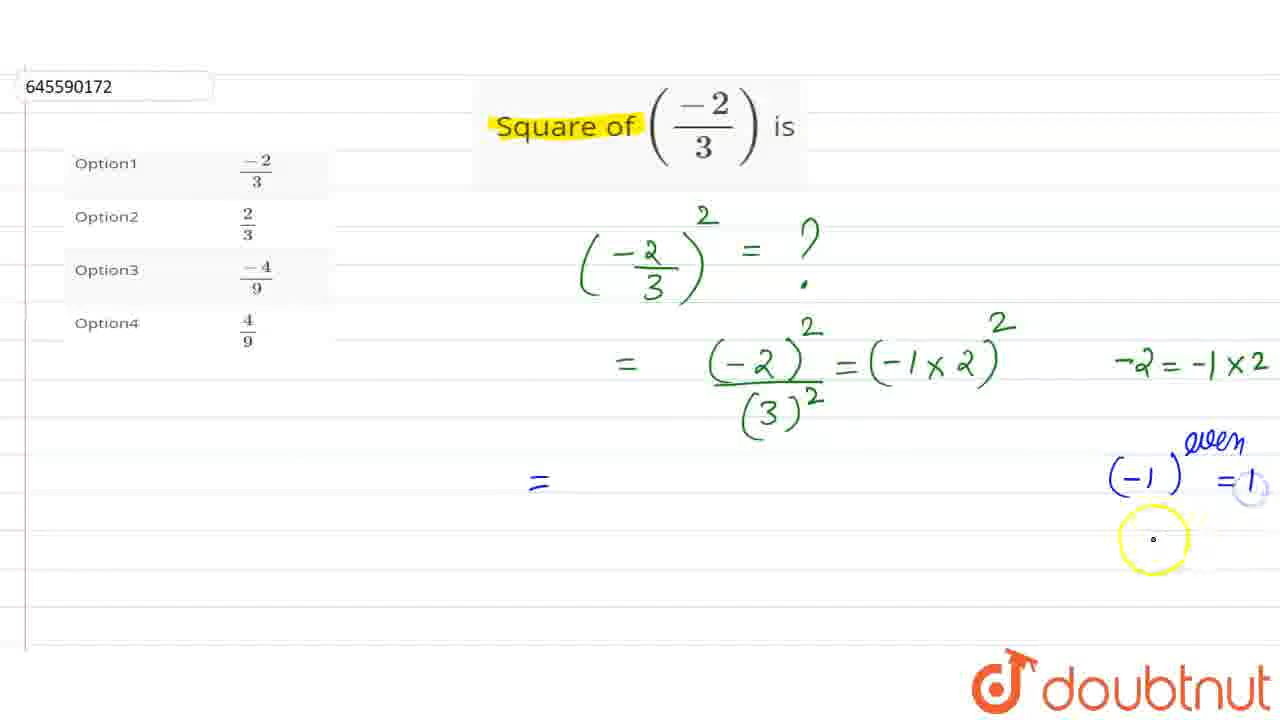 645590172
Square of (-2/3) is
Option1 -2/3
Option2 2/3
Option3 -4/9
Option4 4/9
(-2/3)^2 = ?
= (-2)^2/(3)^2 = (-1 × 2)^2 -2 = -1 × 2
= (-1)^even = 1
doubtnut